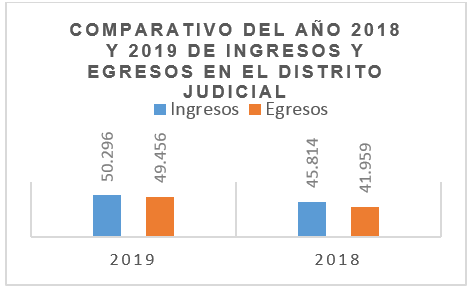 COMPARATIVO DEL AÑO 2018
Y 2019 DE INGRESOS Y
EGRESOS EN EL DISTRITO
JUDICIAL
Ingresos Egresos
50.296 49.456 45.814 41.959
2019 2018